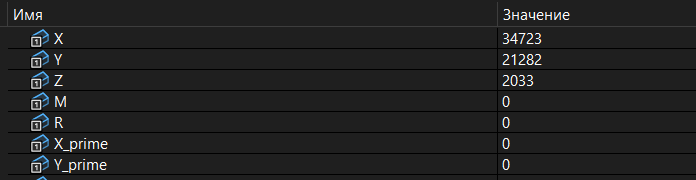 Имя Значение
X 34723
Y 21282
Z 2033
M 0
R 0
X_prime 0
Y_prime 0